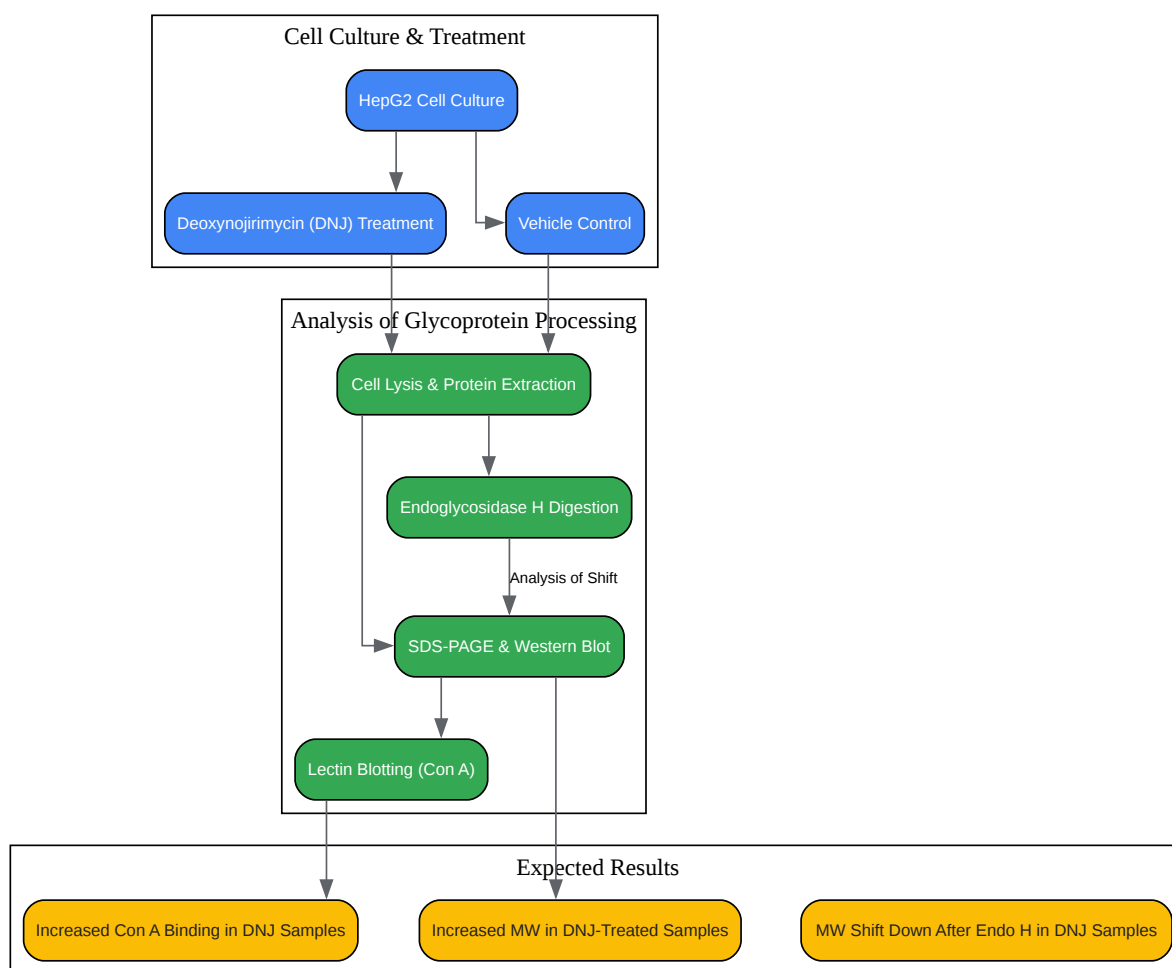 Cell Culture & Treatment
HepG2 Cell Culture
Deoxynojirimycin (DNJ) Treatment
Vehicle Control
Analysis of Glycoprotein Processing
Cell Lysis & Protein Extraction
Endoglycosidase H Digestion
Analysis of Shift
SDS-PAGE & Western Blot
Lectin Blotting (Con A)
Expected Results
Increased Con A Binding in DNJ Samples
Increased MW in DNJ-Treated Samples
MW Shift Down After Endo H in DNJ Samples